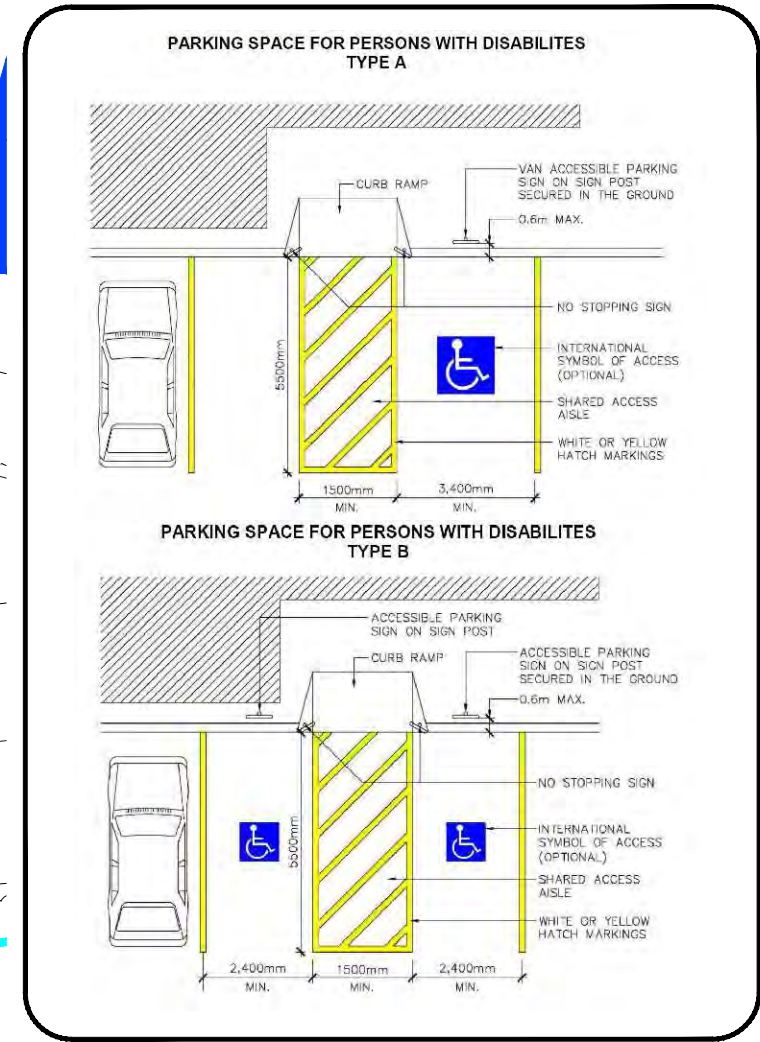 PARKING SPACE FOR PERSONS WITH DISABILITES
TYPE A
CURB RAMP
VAN ACCESSIBLE PARKING
SIGN ON SIGN POST
SECURED IN THE GROUND
0.6m MAX.
NO STOPPING SIGN
INTERNATIONAL
SYMBOL OF ACCESS
(OPTIONAL)
SHARED ACCESS
AISLE
WHITE OR YELLOW
HATCH MARKINGS
5500mm
1500mm
MIN.
3,400mm
MIN.
PARKING SPACE FOR PERSONS WITH DISABILITES
TYPE B
ACCESSIBLE PARKING
SIGN ON SIGN POST
CURB RAMP
ACCESSIBLE PARKING
SIGN ON SIGN POST
SECURED IN THE GROUND
0.6m MAX.
NO STOPPING SIGN
INTERNATIONAL
SYMBOL OF ACCESS
(OPTIONAL)
SHARED ACCESS
AISLE
WHITE OR YELLOW
HATCH MARKINGS
5500mm
2,400mm
MIN.
1500mm
MIN.
2,400mm
MIN.